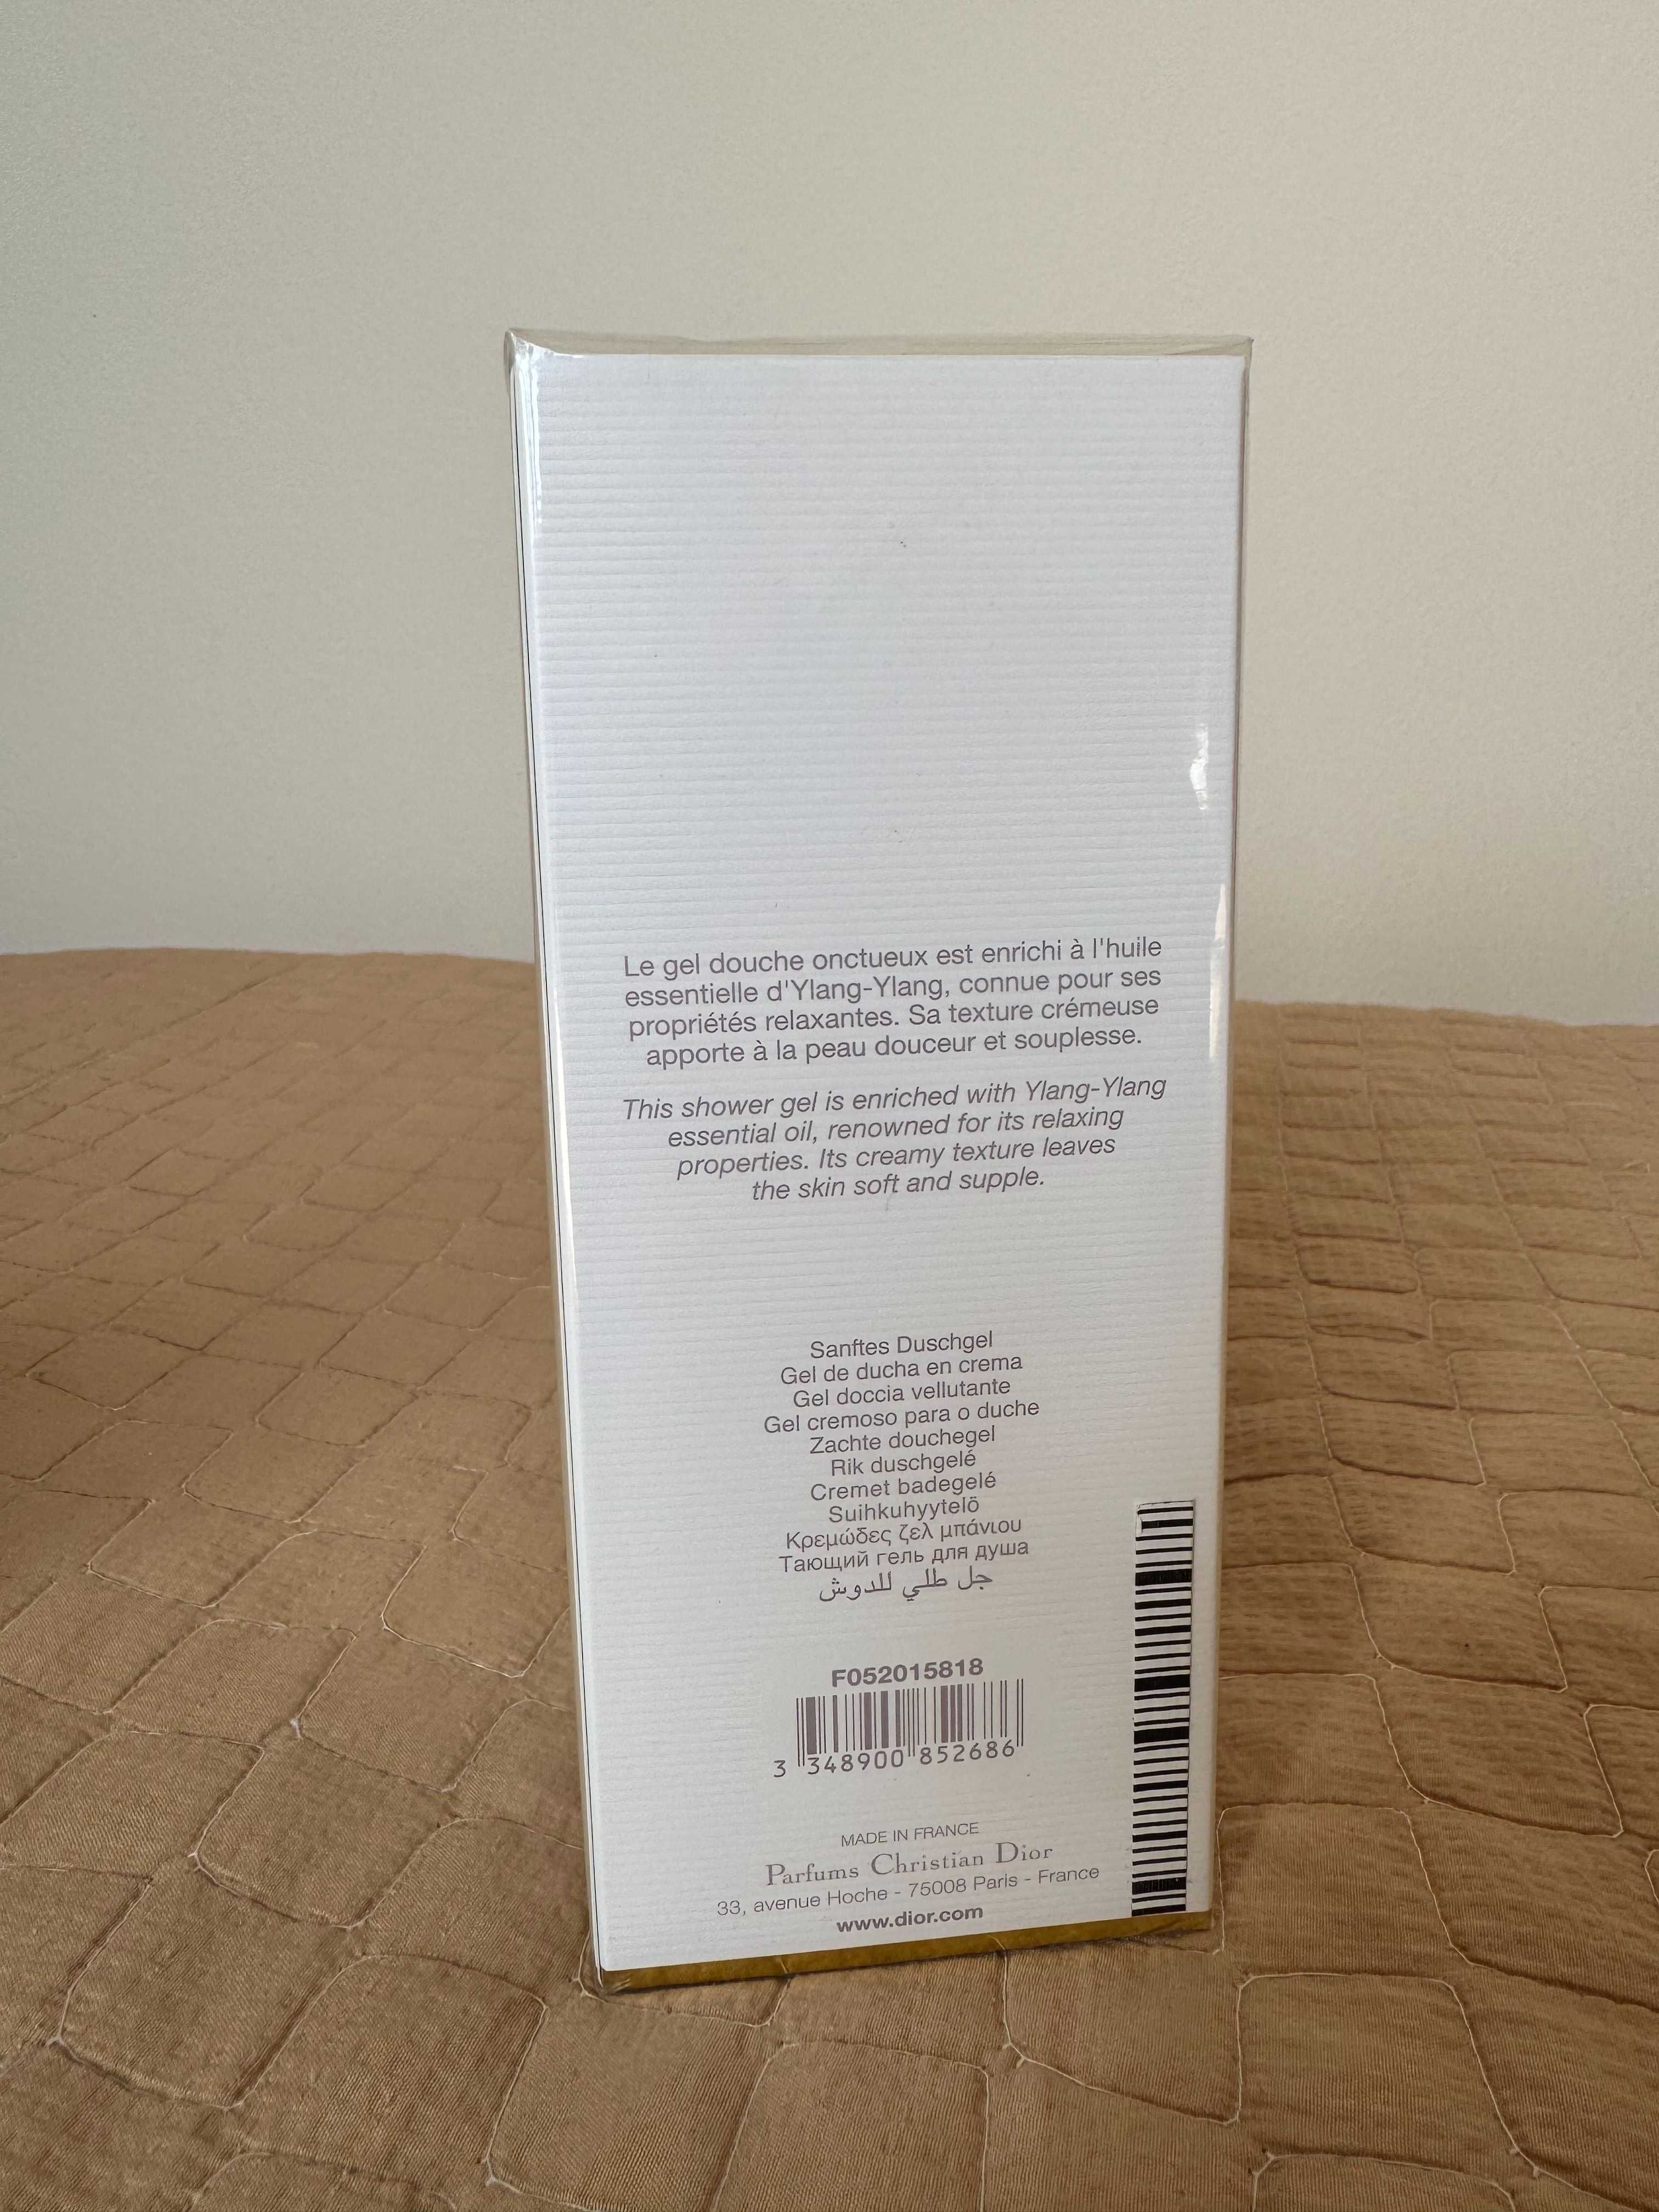 Le gel douche onctueux est enrichi à l'huile
essentielle d'Ylang-Ylang, connue pour ses
propriétés relaxantes. Sa texture crémeuse
apporte à la peau douceur et souplesse.
This shower gel is enriched with Ylang-Ylang
essential oil, renowned for its relaxing
properties. Its creamy texture leaves
the skin soft and supple.
Sanftes Duschgel
Gel de ducha en crema
Gel doccia vellutante
Gel cremoso para o duche
Zachte douchegel
Rik duschgelé
Cremet badegelé
Suihkuhyytelö
Κρεμώδες ζελ μπάνιου
Тающий гель для душа
جل طلي للدوش
F052015818
3 348900 852686
MADE IN FRANCE
Parfums Christian Dior
33, avenue Hoche - 75008 Paris - France
www.dior.com